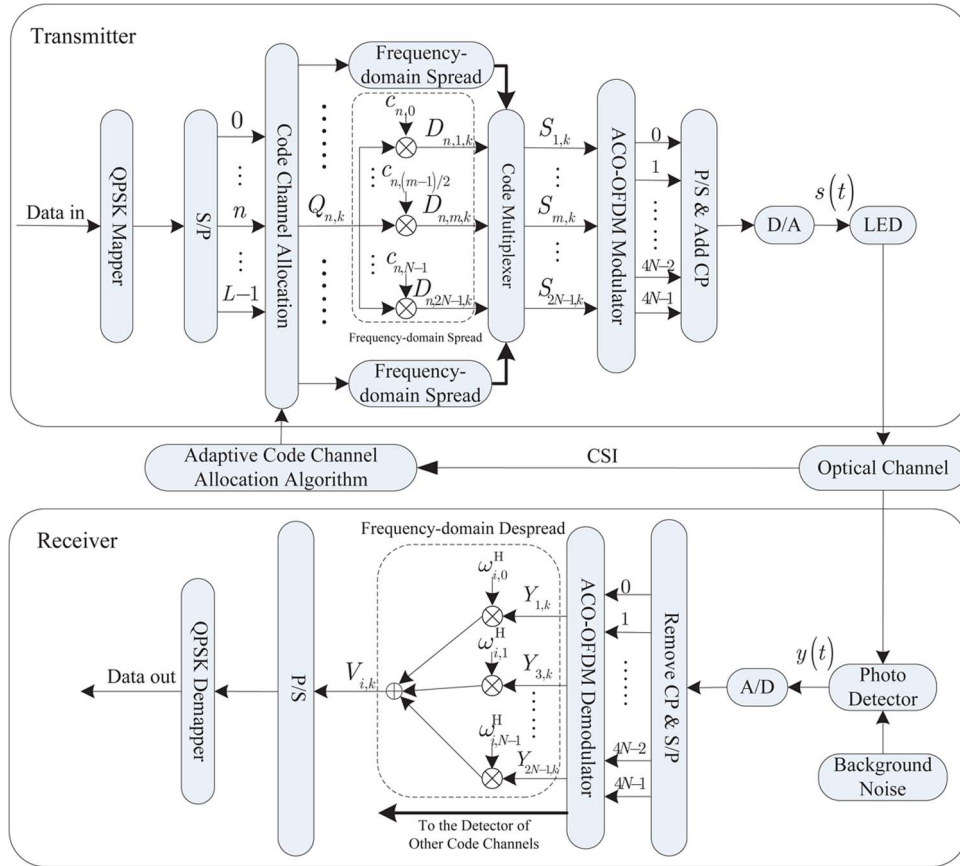 Transmitter
Data in
QPSK Mapper
S/P
0
⋯
n
⋯
L−1
Code Channel Allocation
Q_{n,k}
Frequency-
domain Spread
c_{n,0}
D_{n,1,k}
c_{n,(m−1)/2}
D_{n,m,k}
c_{n,N−1}
D_{n,2N−1,k}
Frequency-domain Spread
Frequency-
domain Spread
Code Multiplexer
S_{1,k}
S_{m,k}
S_{2N−1,k}
ACO-OFDM Modulator
0
1
4N−2
4N−1
P/S & Add CP
D/A
s(t)
LED
Adaptive Code Channel
Allocation Algorithm
CSI
Optical Channel
Receiver
Data out
QPSK Demapper
P/S
V_{i,k}
Frequency-domain Despread
ω^H_{i,0}
Y_{1,k}
ω^H_{i,1}
Y_{3,k}
ω^H_{i,N−1}
Y_{2N−1,k}
To the Detector of
Other Code Channels
ACO-OFDM Demodulator
0
1
4N−2
4N−1
Remove CP & S/P
A/D
y(t)
Photo
Detector
Background
Noise